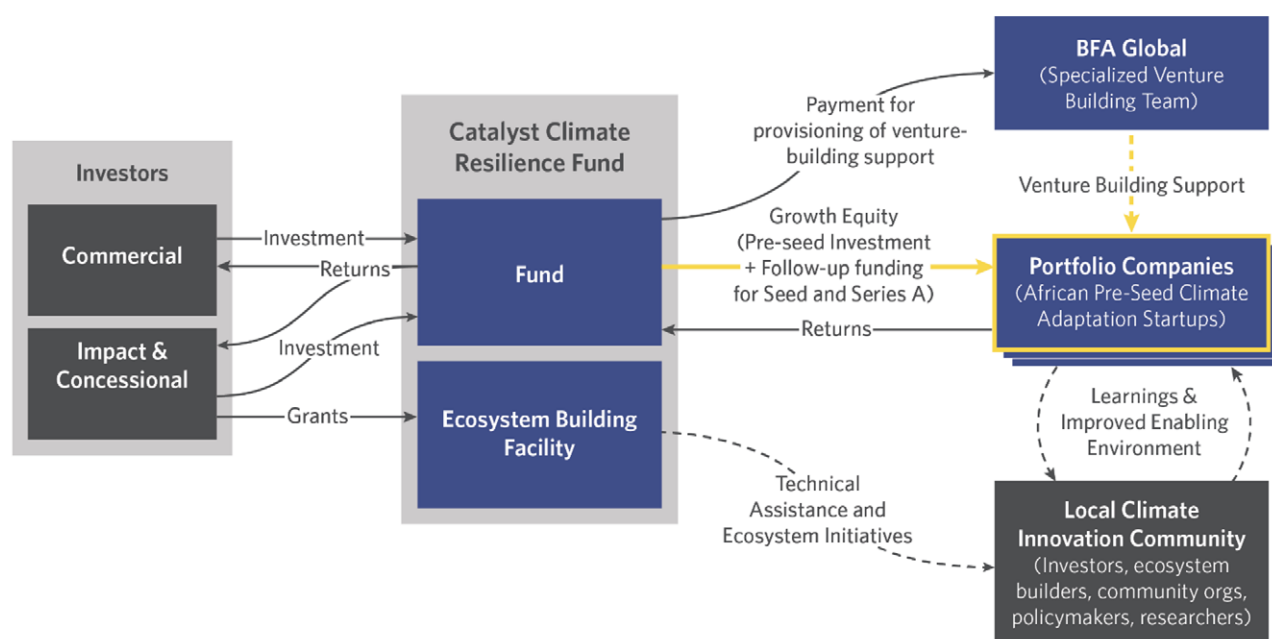 Investors
Commercial
Impact &
Concessional
Investment
Returns
Investment
Grants
Catalyst Climate
Resilience Fund
Fund
Ecosystem Building
Facility
Payment for
provisioning of venture-
building support
Growth Equity
(Pre-seed Investment
+ Follow-up funding
for Seed and Series A)
Returns
Technical
Assistance and
Ecosystem Initiatives
BFA Global
(Specialized Venture
Building Team)
Venture Building Support
Portfolio Companies
(African Pre-Seed Climate
Adaptation Startups)
Learnings &
Improved Enabling
Environment
Local Climate
Innovation Community
(Investors, ecosystem
builders, community orgs,
policymakers, researchers)